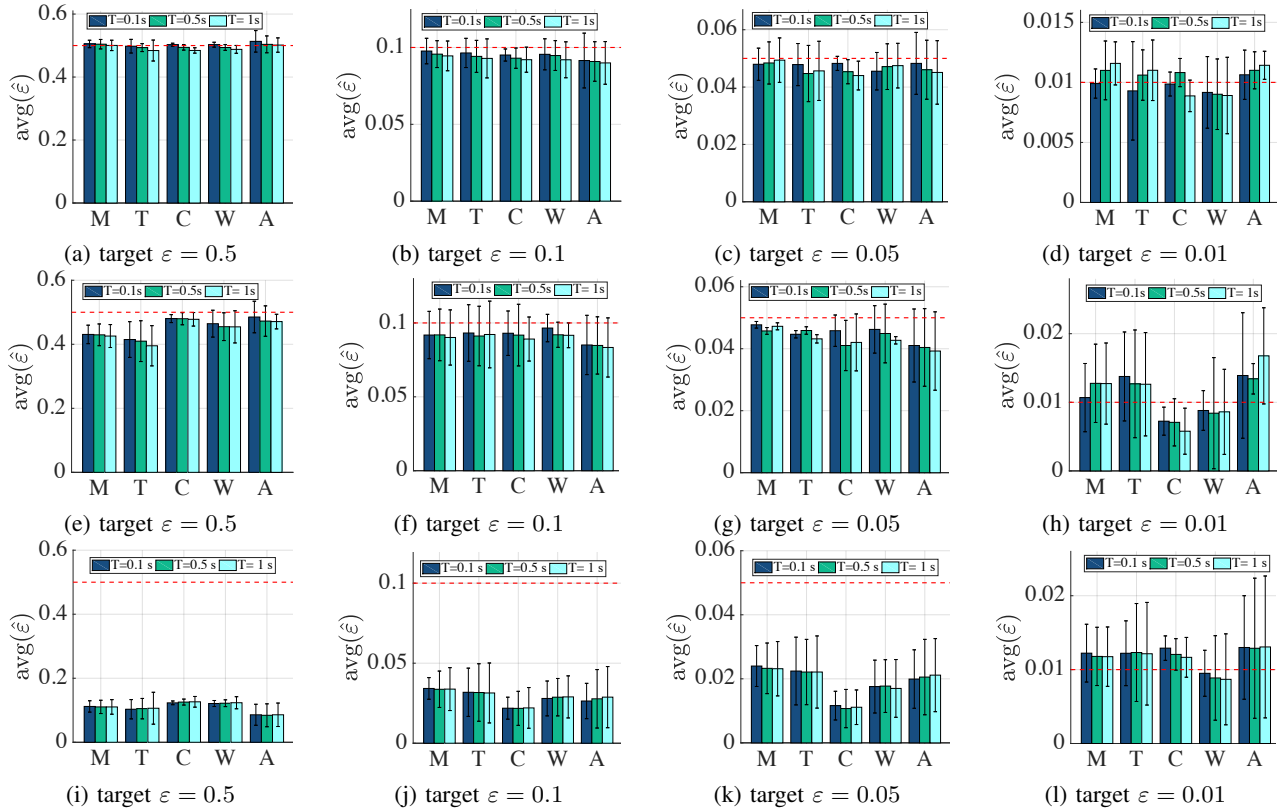 0.6
T=0.1s T=0.5s T= 1s
0.4
0.2
0
avg(ε̂)
M T C W A
(a) target ε = 0.5
T=0.1s T=0.5s T= 1s
0.1
0.05
0
avg(ε̂)
M T C W A
(b) target ε = 0.1
0.06
T=0.1s T=0.5s T= 1s
0.04
0.02
0
avg(ε̂)
M T C W A
(c) target ε = 0.05
0.015
T=0.1s T=0.5s T= 1s
0.01
0.005
0
avg(ε̂)
M T C W A
(d) target ε = 0.01
0.6
T=0.1s T=0.5s T= 1s
0.4
0.2
0
avg(ε̂)
M T C W A
(e) target ε = 0.5
T=0.1s T=0.5s T= 1s
0.1
0.05
0
avg(ε̂)
M T C W A
(f) target ε = 0.1
0.06
T=0.1s T=0.5s T= 1s
0.04
0.02
0
avg(ε̂)
M T C W A
(g) target ε = 0.05
T=0.1s T=0.5s T= 1s
0.02
0.01
0
avg(ε̂)
M T C W A
(h) target ε = 0.01
0.6
T=0.1 s T=0.5 s T= 1 s
0.4
0.2
0
avg(ε̂)
M T C W A
(i) target ε = 0.5
T=0.1 s T=0.5 s T= 1 s
0.1
0.05
0
avg(ε̂)
M T C W A
(j) target ε = 0.1
0.06
T=0.1 s T=0.5 s T= 1 s
0.04
0.02
0
avg(ε̂)
M T C W A
(k) target ε = 0.05
T=0.1 s T=0.5 s T= 1 s
0.02
0.01
0
avg(ε̂)
M T C W A
(l) target ε = 0.01